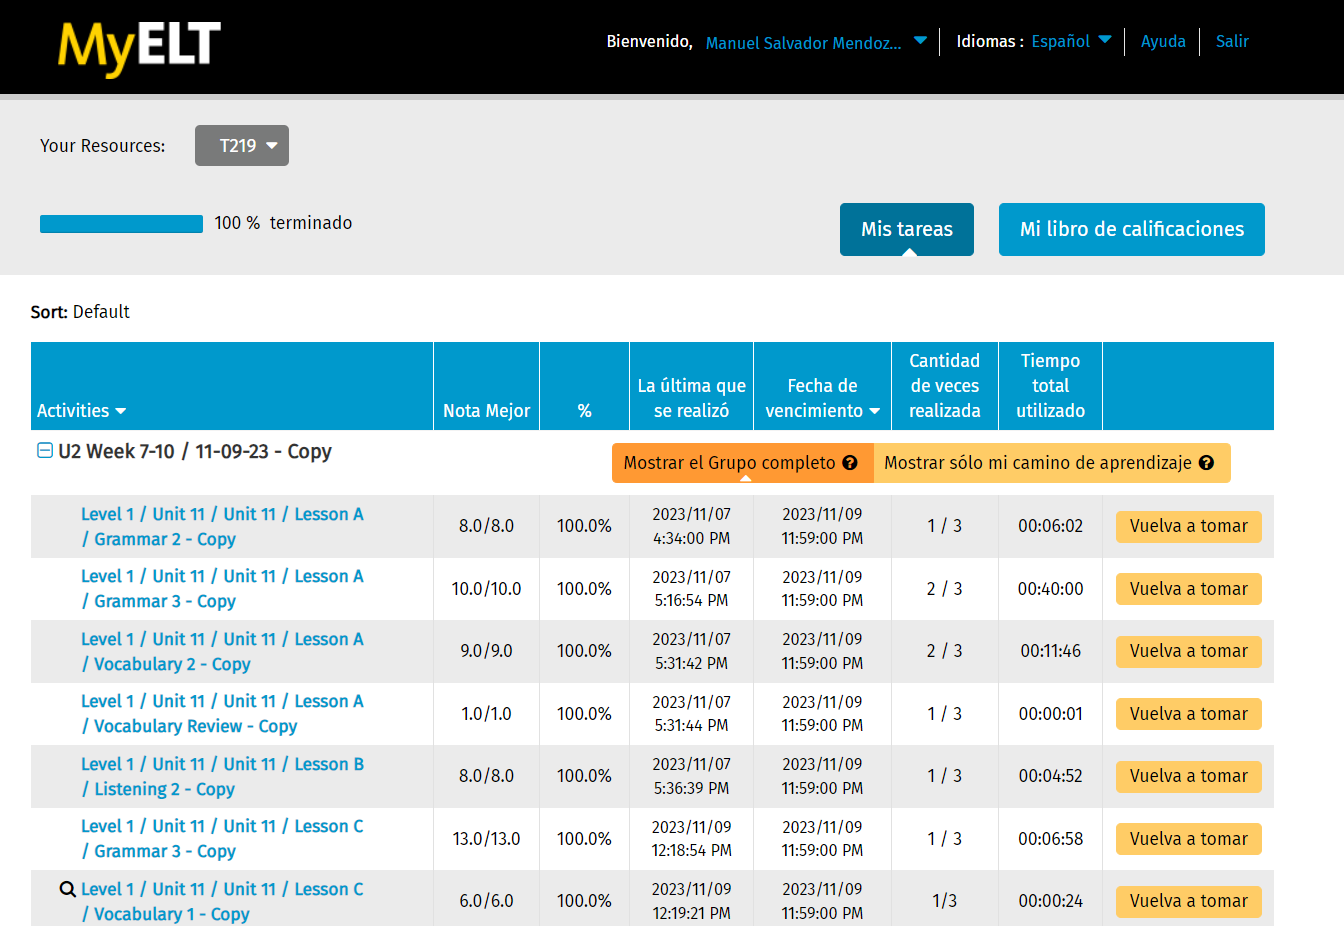 MyELT
Bienvenido, Manuel Salvador Mendoz... Idiomas : Español Ayuda Salir
Your Resources: T219
100 % terminado
Mis tareas Mi libro de calificaciones
Sort: Default
Activities Nota Mejor % La última que se realizó Fecha de vencimiento Cantidad de veces realizada Tiempo total utilizado
U2 Week 7-10 / 11-09-23 - Copy Mostrar el Grupo completo ? Mostrar sólo mi camino de aprendizaje ?
Level 1 / Unit 11 / Unit 11 / Lesson A / Grammar 2 - Copy 8.0/8.0 100.0% 2023/11/07 4:34:00 PM 2023/11/09 11:59:00 PM 1 / 3 00:06:02 Vuelva a tomar
Level 1 / Unit 11 / Unit 11 / Lesson A / Grammar 3 - Copy 10.0/10.0 100.0% 2023/11/07 5:16:54 PM 2023/11/09 11:59:00 PM 2 / 3 00:40:00 Vuelva a tomar
Level 1 / Unit 11 / Unit 11 / Lesson A / Vocabulary 2 - Copy 9.0/9.0 100.0% 2023/11/07 5:31:42 PM 2023/11/09 11:59:00 PM 2 / 3 00:11:46 Vuelva a tomar
Level 1 / Unit 11 / Unit 11 / Lesson A / Vocabulary Review - Copy 1.0/1.0 100.0% 2023/11/07 5:31:44 PM 2023/11/09 11:59:00 PM 1 / 3 00:00:01 Vuelva a tomar
Level 1 / Unit 11 / Unit 11 / Lesson B / Listening 2 - Copy 8.0/8.0 100.0% 2023/11/07 5:36:39 PM 2023/11/09 11:59:00 PM 1 / 3 00:04:52 Vuelva a tomar
Level 1 / Unit 11 / Unit 11 / Lesson C / Grammar 3 - Copy 13.0/13.0 100.0% 2023/11/09 12:18:54 PM 2023/11/09 11:59:00 PM 1 / 3 00:06:58 Vuelva a tomar
Level 1 / Unit 11 / Unit 11 / Lesson C / Vocabulary 1 - Copy 6.0/6.0 100.0% 2023/11/09 12:19:21 PM 2023/11/09 11:59:00 PM 1/3 00:00:24 Vuelva a tomar